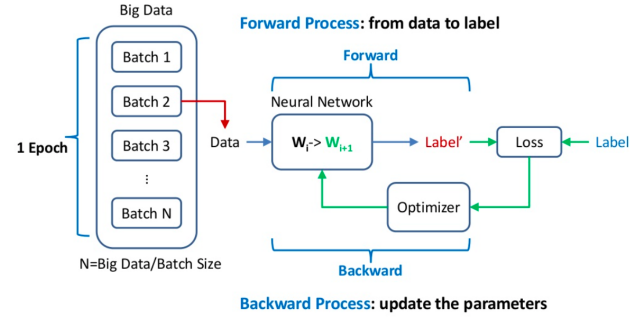 Big Data
Forward Process: from data to label
Batch 1
Forward
Batch 2
Neural Network
1 Epoch
Batch 3
Data
Wi-> Wi+1
Label'
Loss
Label
...
Batch N
Optimizer
N=Big Data/Batch Size
Backward
Backward Process: update the parameters